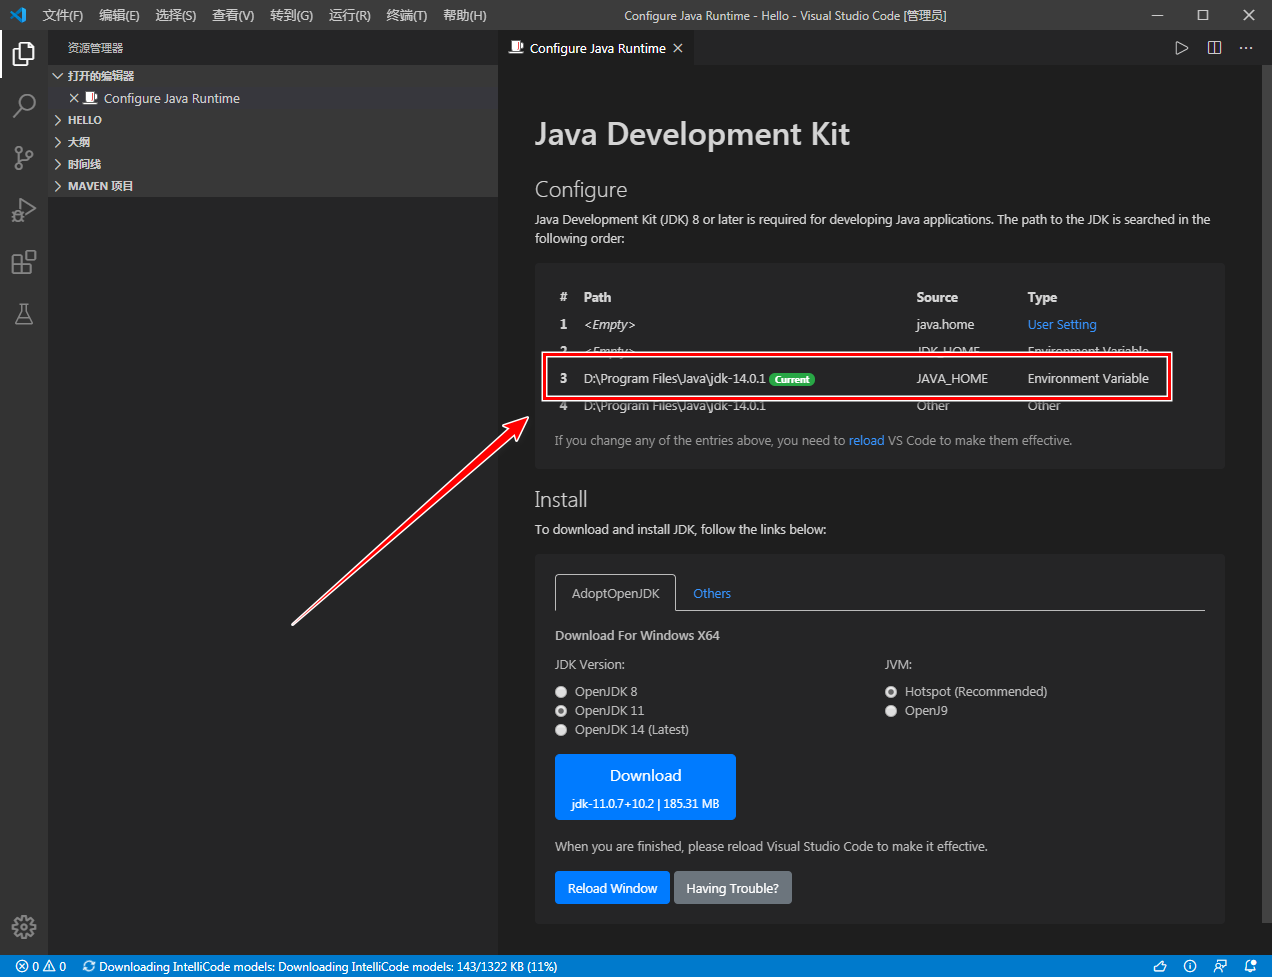 文件(F) 编辑(E) 选择(S) 查看(V) 转到(G) 运行(R) 终端(T) 帮助(H) Configure Java Runtime - Hello - Visual Studio Code [管理员]
资源管理器
打开的编辑器
Configure Java Runtime
HELLO
大纲
时间线
MAVEN 项目
Configure Java Runtime
Java Development Kit
Configure
Java Development Kit (JDK) 8 or later is required for developing Java applications. The path to the JDK is searched in the
following order:
# Path Source Type
1 <Empty> java.home User Setting
2 <Empty> JDK_HOME Environment Variable
3 D:\Program Files\Java\jdk-14.0.1 Current JAVA_HOME Environment Variable
4 D:\Program Files\Java\jdk-14.0.1 Other Other
If you change any of the entries above, you need to reload VS Code to make them effective.
Install
To download and install JDK, follow the links below:
AdoptOpenJDK Others
Download For Windows X64
JDK Version: JVM:
OpenJDK 8 Hotspot (Recommended)
OpenJDK 11 OpenJ9
OpenJDK 14 (Latest)
Download
jdk-11.0.7+10.2 | 185.31 MB
When you are finished, please reload Visual Studio Code to make it effective.
Reload Window Having Trouble?
0 0 Downloading IntelliCode models: Downloading IntelliCode models: 143/1322 KB (11%)